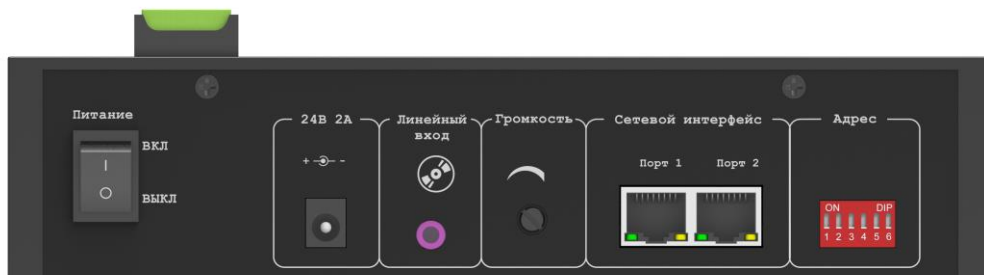 Питание
ВКЛ
I
O
ВЫКЛ
24В 2А
+ -
Линейный
вход
Громкость
Сетевой интерфейс
Порт 1 Порт 2
Адрес
ON DIP
1 2 3 4 5 6